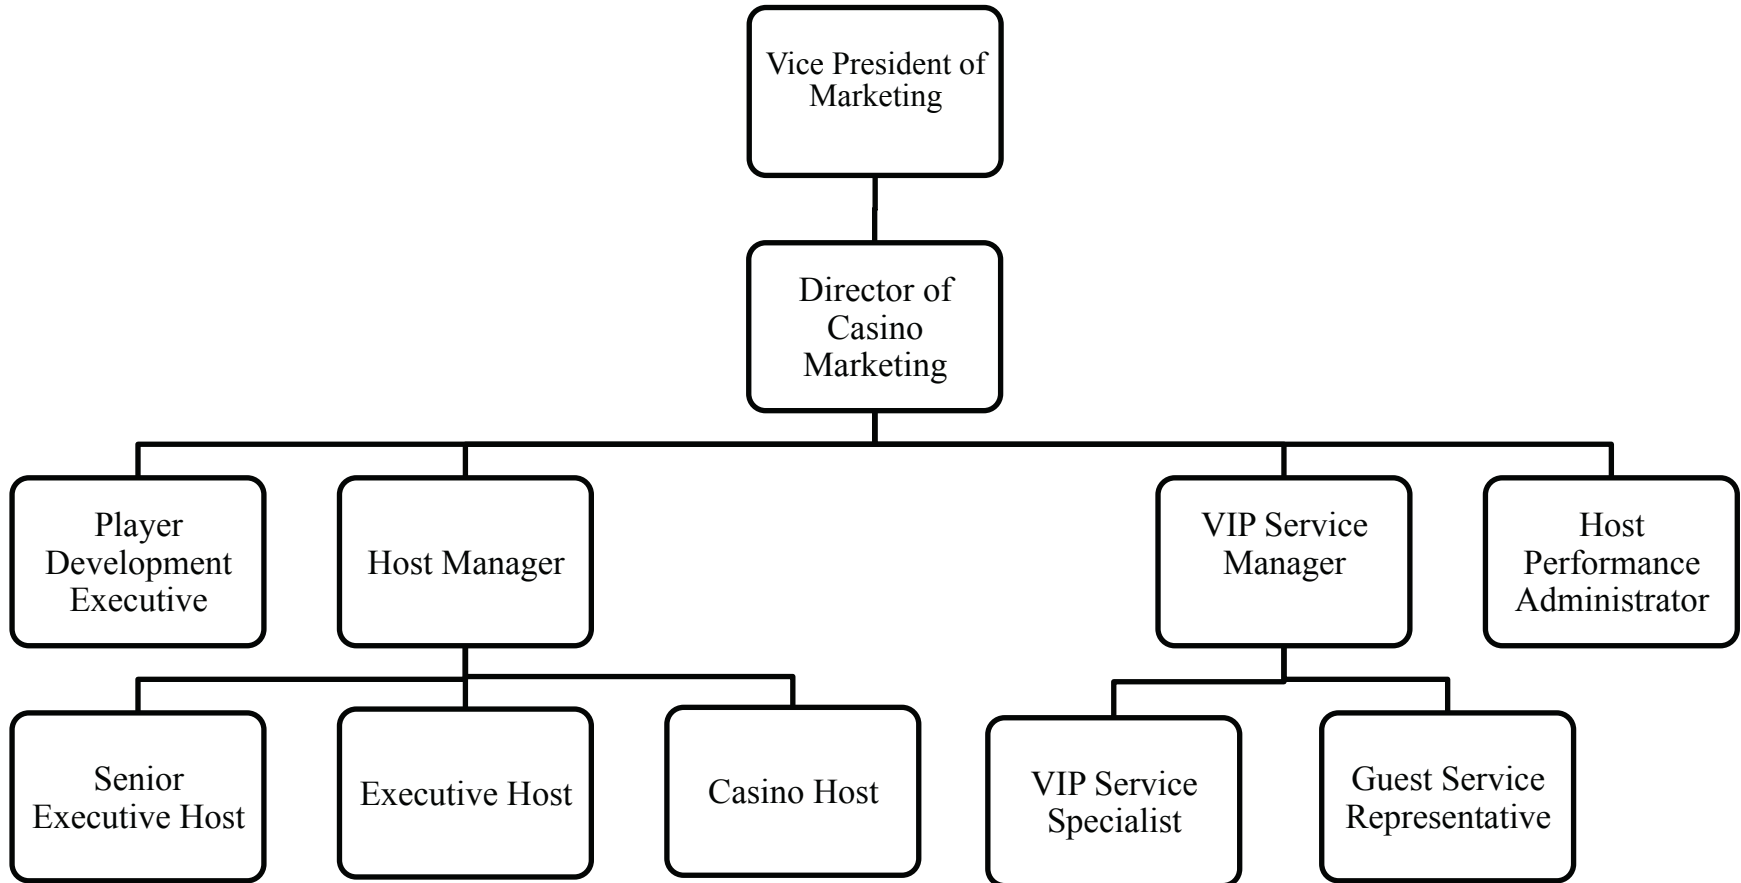 Vice President of
Marketing
Director of
Casino
Marketing
Player
Development
Executive
Host Manager
VIP Service
Manager
Host
Performance
Administrator
Senior
Executive Host
Executive Host
Casino Host
VIP Service
Specialist
Guest Service
Representative